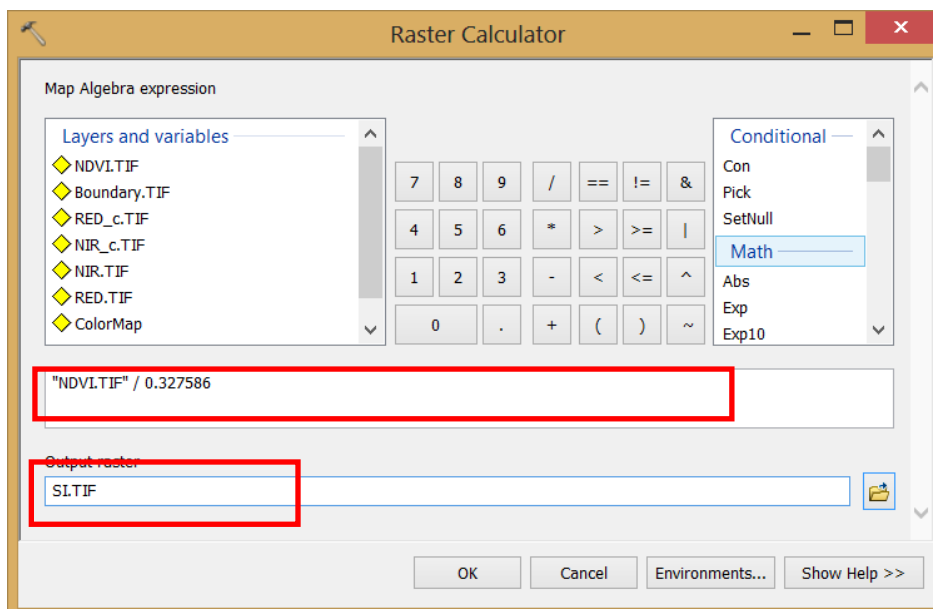 Raster Calculator
Map Algebra expression
Layers and variables
NDVI.TIF
Boundary.TIF
RED_c.TIF
NIR_c.TIF
NIR.TIF
RED.TIF
ColorMap
7 8 9 / == != &
4 5 6 * > >= |
1 2 3 - < <= ^
0 . + ( ) ~
Conditional
Con
Pick
SetNull
Math
Abs
Exp
Exp10
"NDVI.TIF" / 0.327586
Output raster
SI.TIF
OK Cancel Environments... Show Help >>